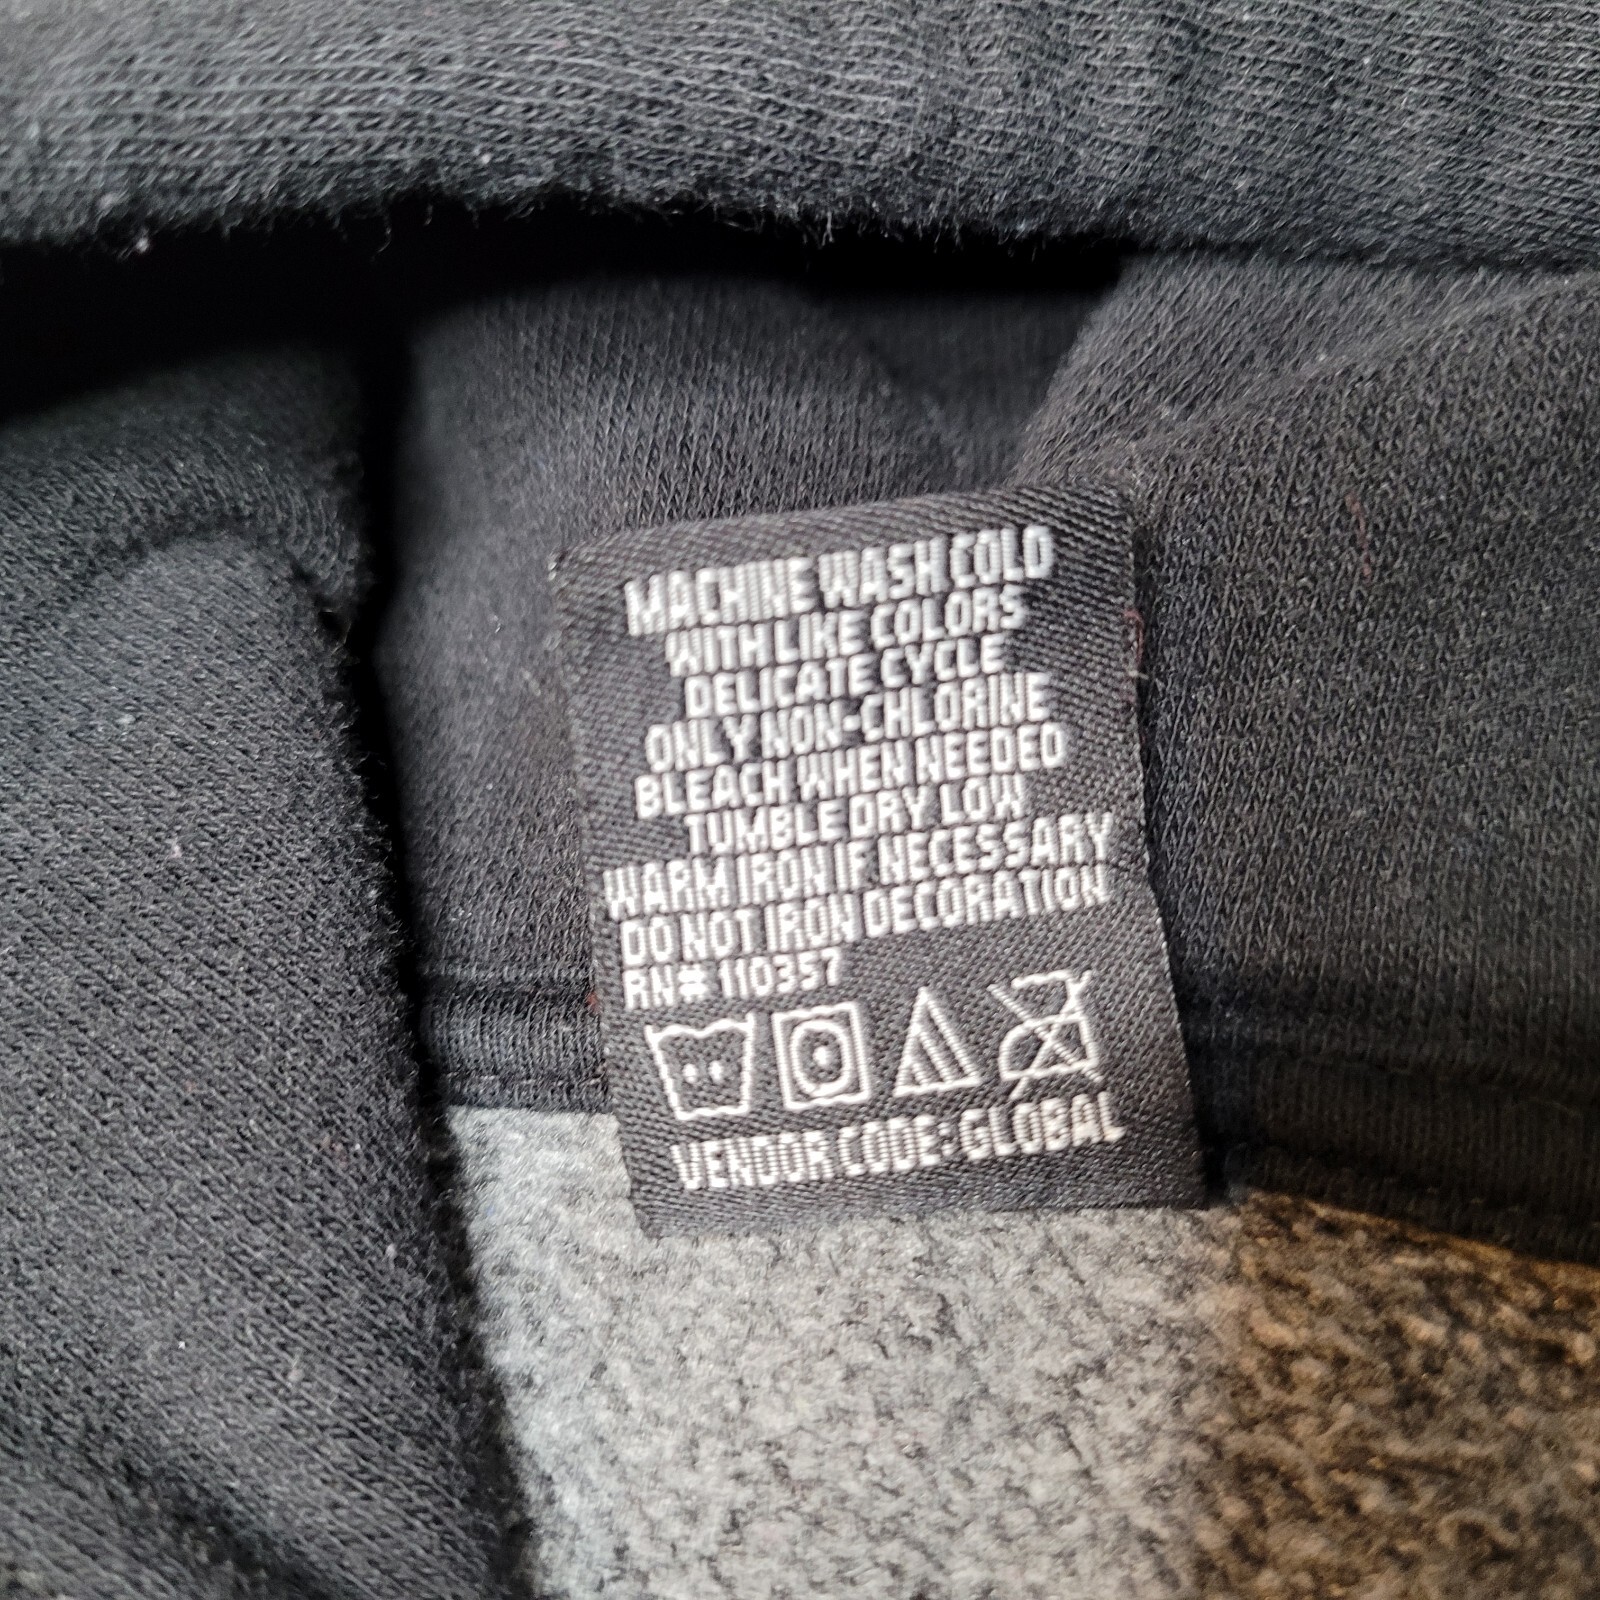 MACHINE WASH COLD
WITH LIKE COLORS
DELICATE CYCLE
ONLY NON-CHLORINE
BLEACH WHEN NEEDED
TUMBLE DRY LOW
WARM IRON IF NECESSARY
DO NOT IRON DECORATION
RN# 110357
VENDOR CODE:GLOBAL